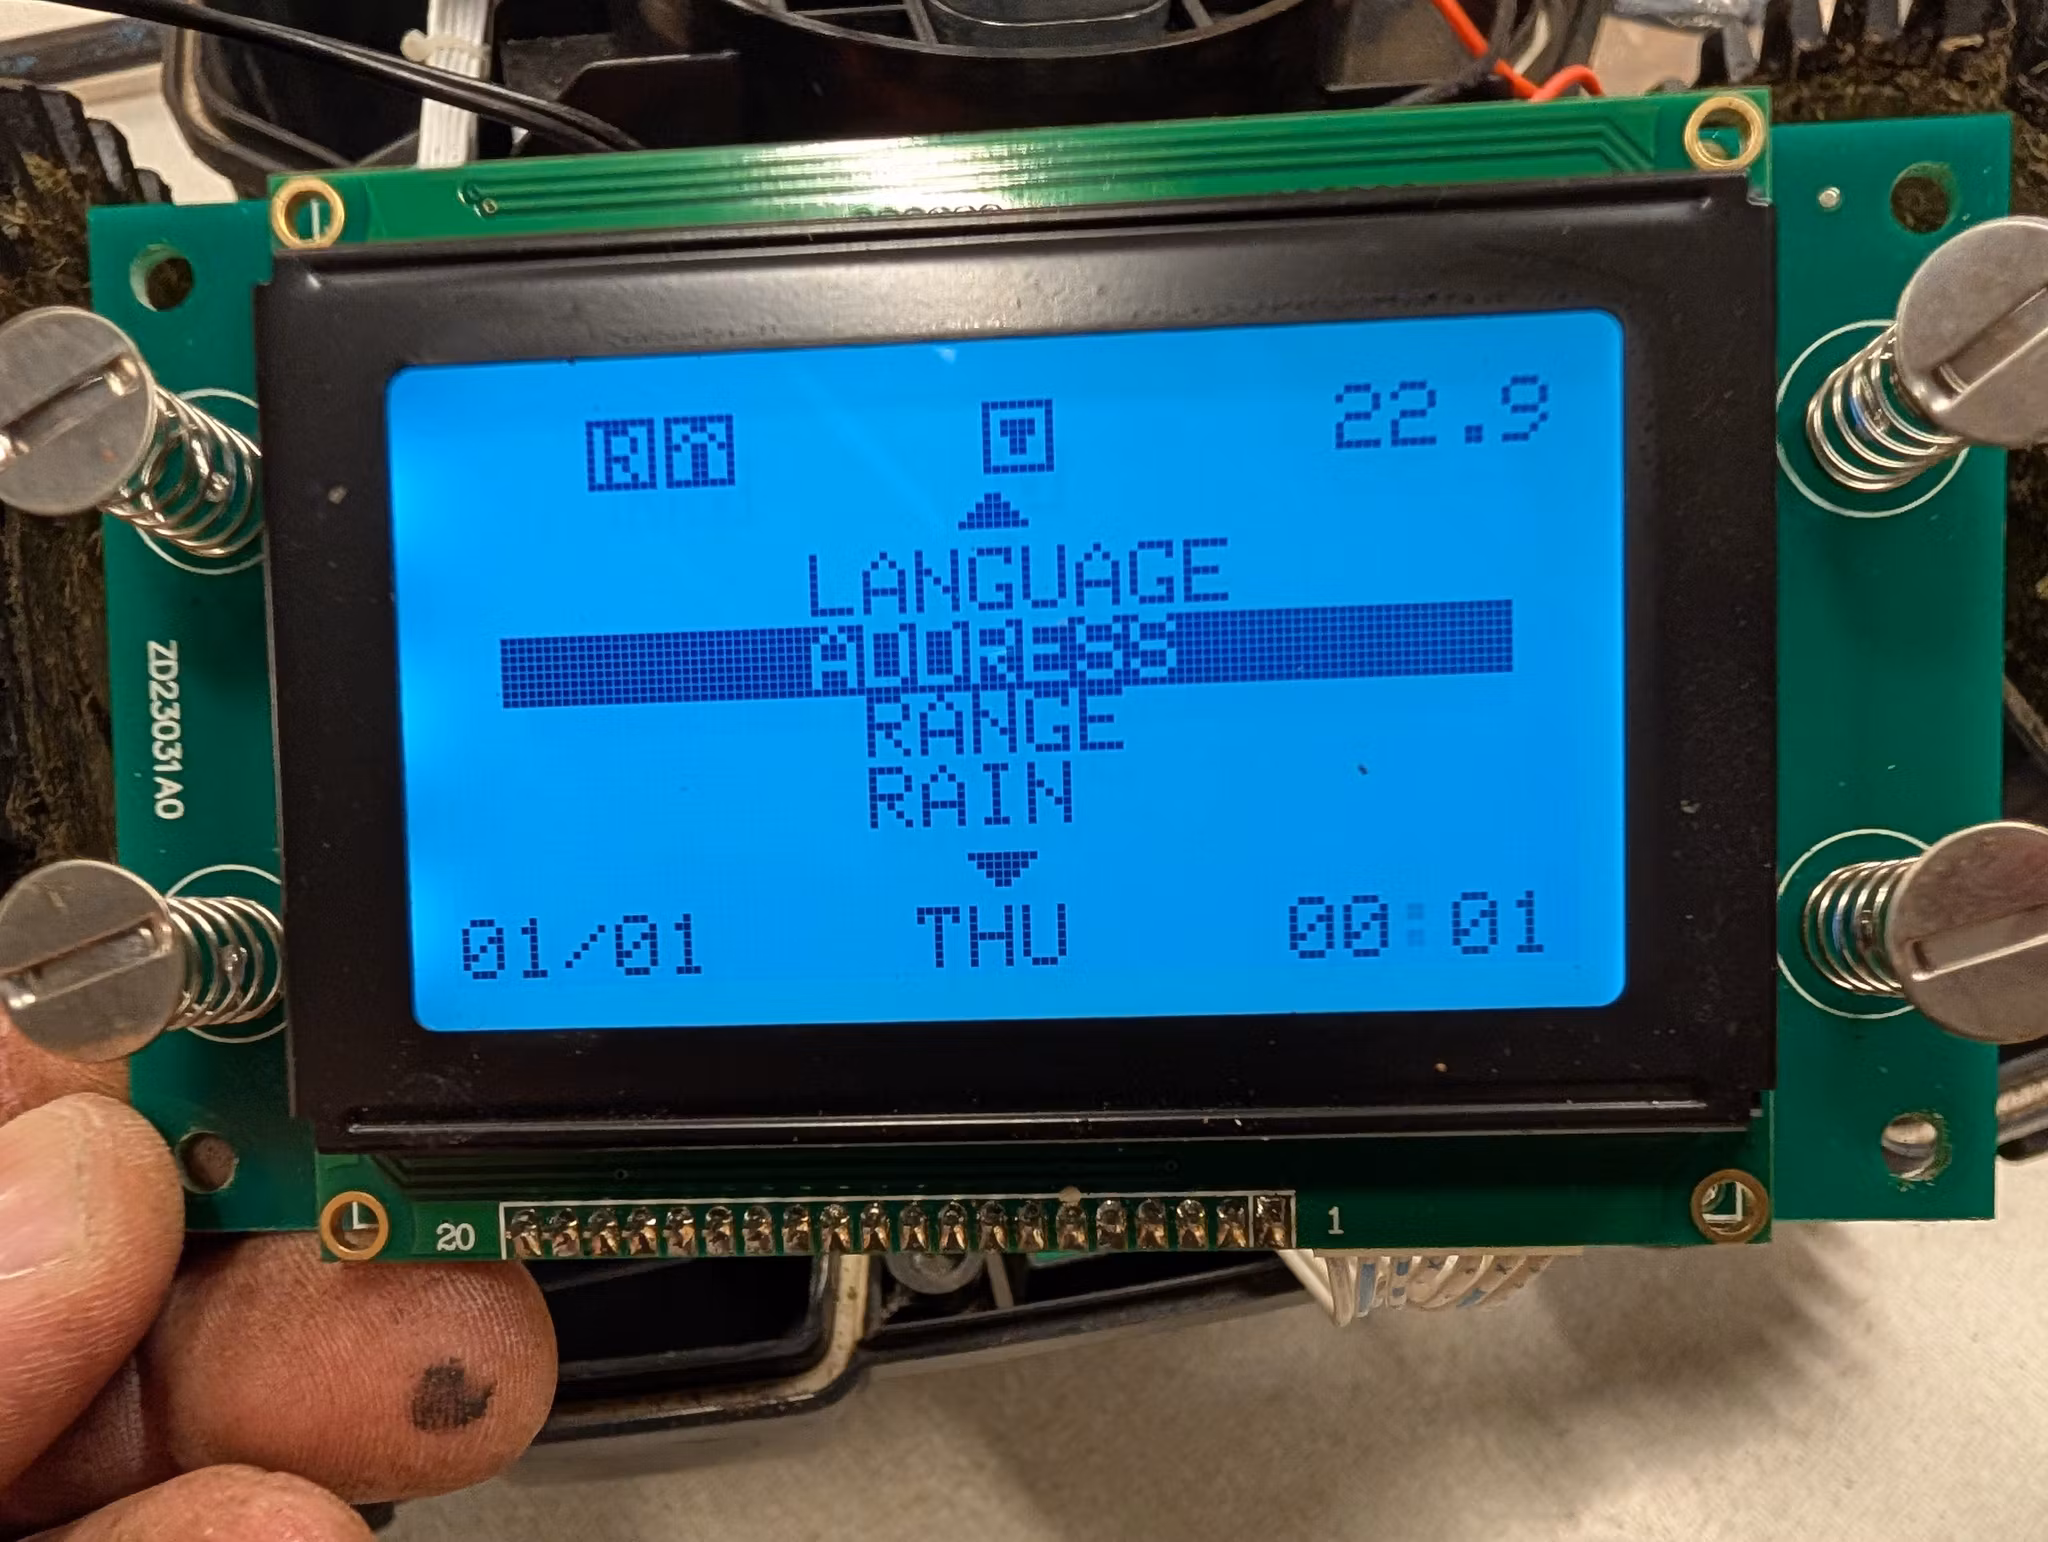 R T 22.9
LANGUAGE
ADDRESS
RANGE
RAIN
01/01 THU 00:01
ZD23031A0
20 1